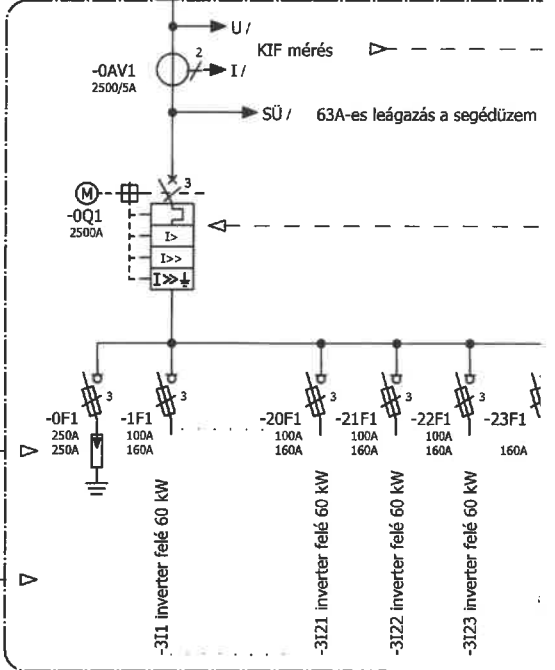 U /
KIF mérés
-0AV1
2
I /
2500/5A
SÜ / 63A-es leágazás a segédüzem
M
3
-0Q1
2500A
I>
I>>
I>>
3
3
3
3
3
-0F1
-1F1
-20F1
-21F1
-22F1
-23F1
250A
100A
100A
100A
100A
250A
160A
160A
160A
160A
160A
-3I1 inverter felé 60 kW
-3I21 inverter felé 60 kW
-3I22 inverter felé 60 kW
-3I23 inverter felé 60 kW